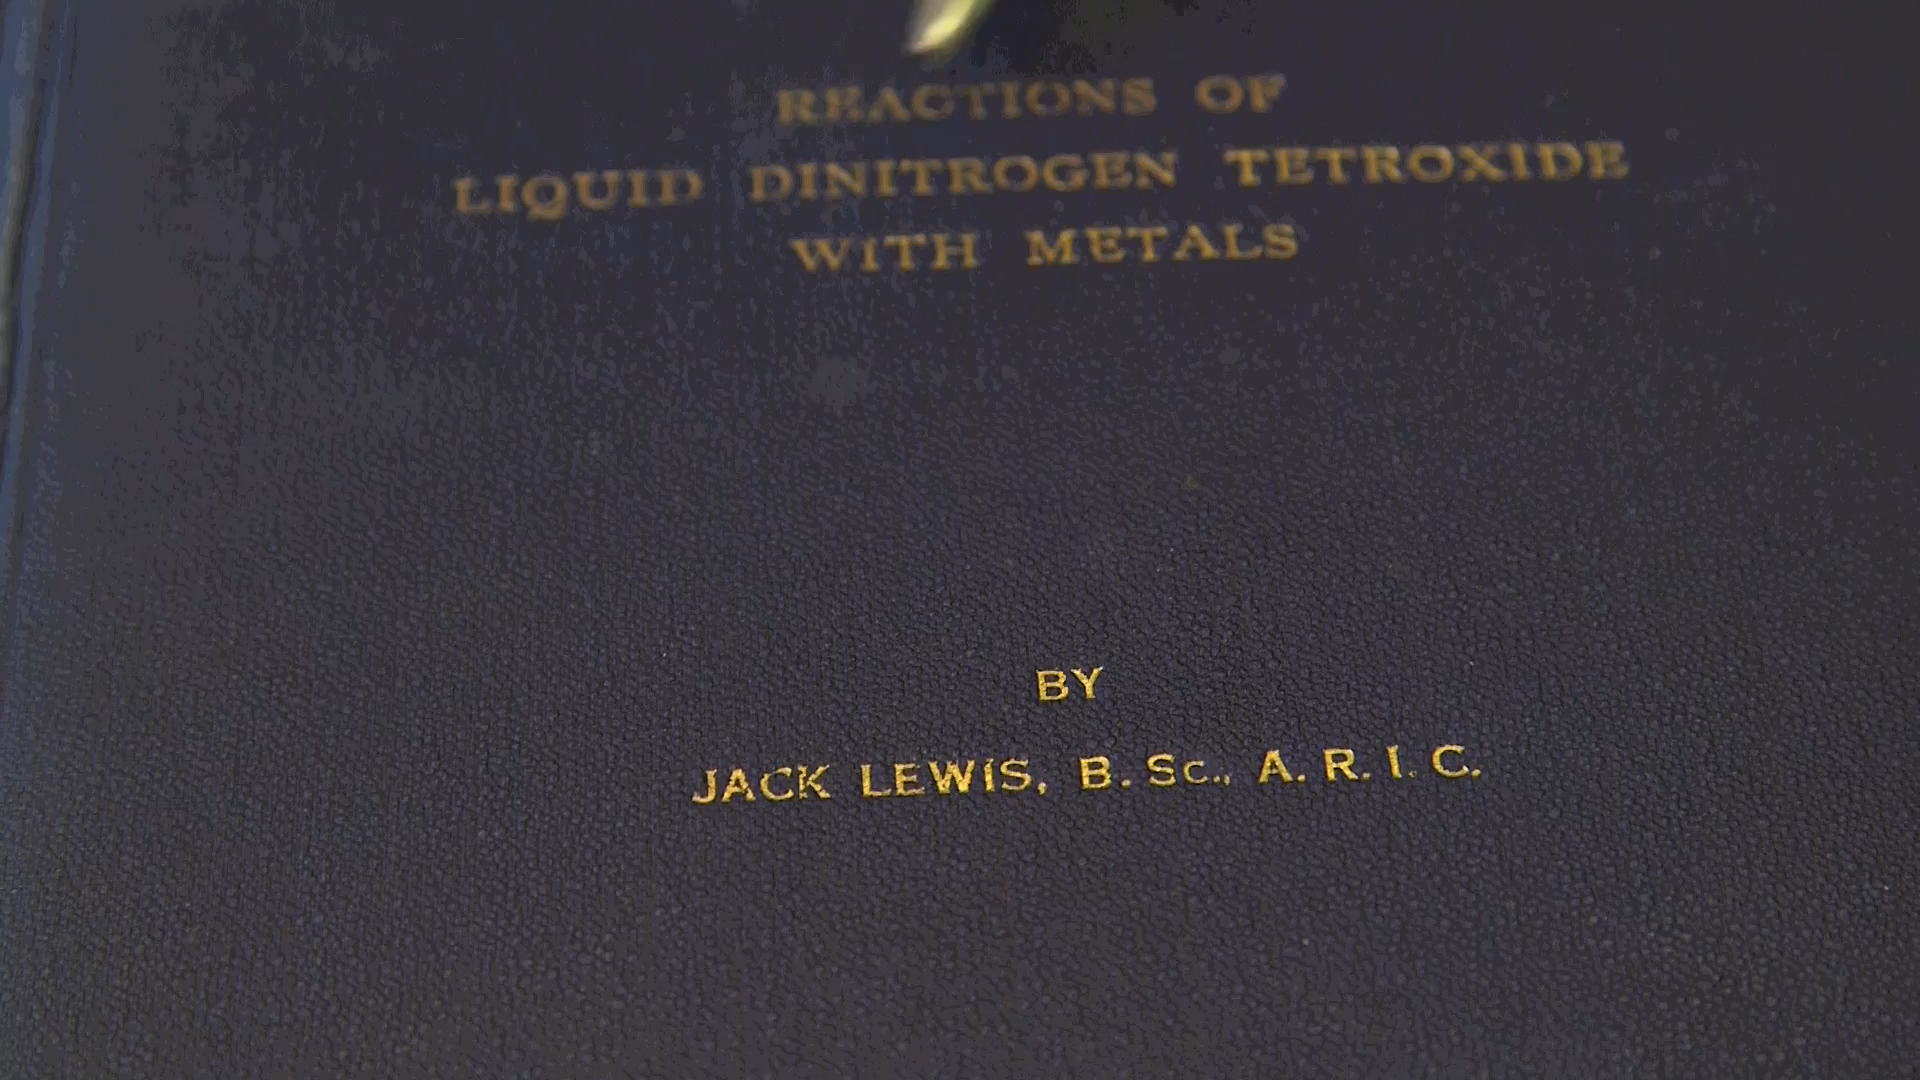 REACTIONS OF
LIQUID DINITROGEN TETROXIDE
WITH METALS
BY
JACK LEWIS, B. Sc., A. R. I. C.